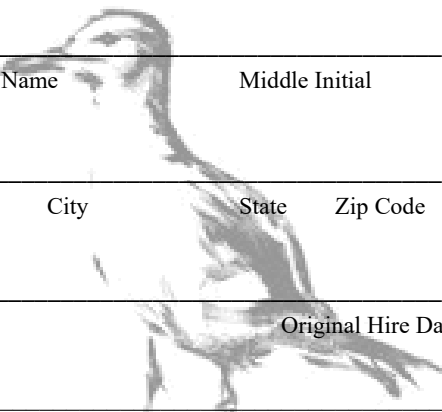 Name Middle Initial
City State Zip Code
Original Hire Da